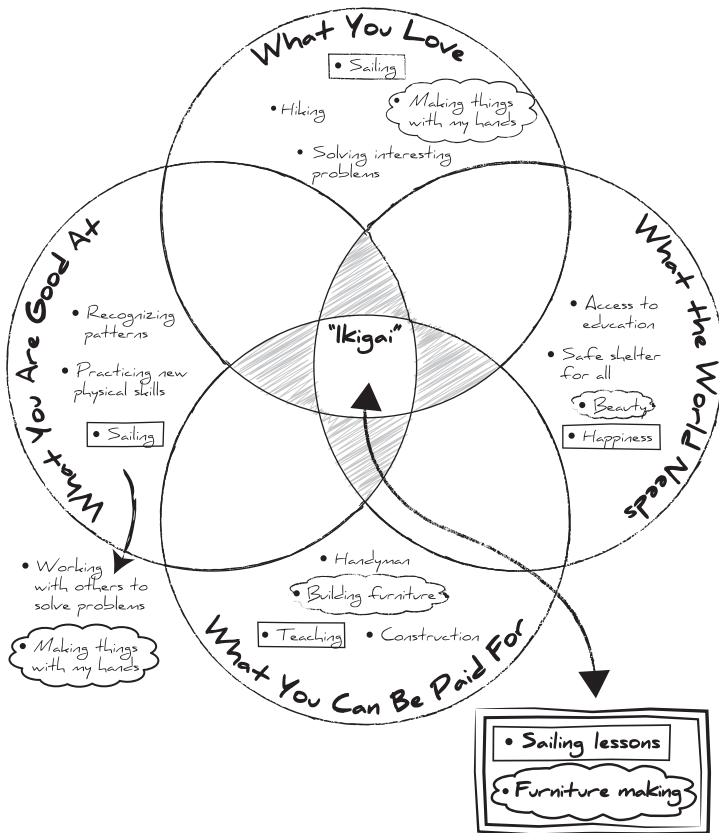 What You Love
• Sailing
• Hiking
• Making things
with my hands
• Solving interesting
problems
What You Are Good At
• Recognizing
patterns
• Practicing new
physical skills
• Sailing
• Working
with others to
solve problems
• Making things
with my hands
"Ikigai"
What the World Needs
• Access to
education
• Safe shelter
for all
• Beauty
• Happiness
• Handyman
• Building furniture
• Teaching
• Construction
What You Can Be Paid For
• Sailing lessons
• Furniture making